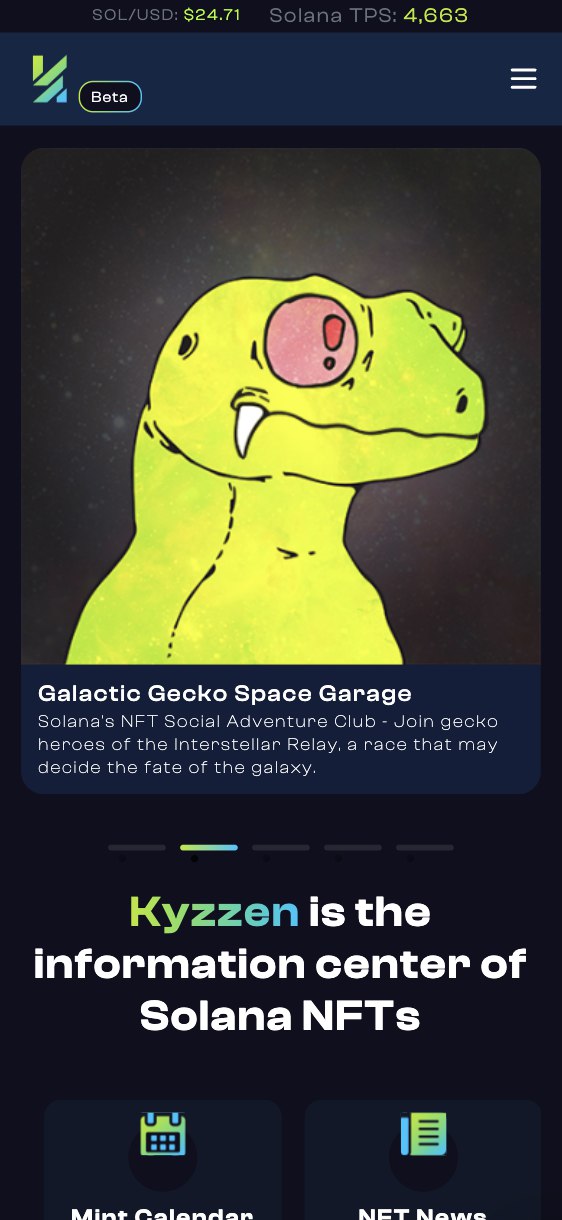 SOL/USD: $24.71 Solana TPS: 4,663
Beta
Galactic Gecko Space Garage
Solana's NFT Social Adventure Club - Join gecko
heroes of the Interstellar Relay, a race that may
decide the fate of the galaxy.
Kyzzen is the
information center of
Solana NFTs
Mint Calendar NFT News